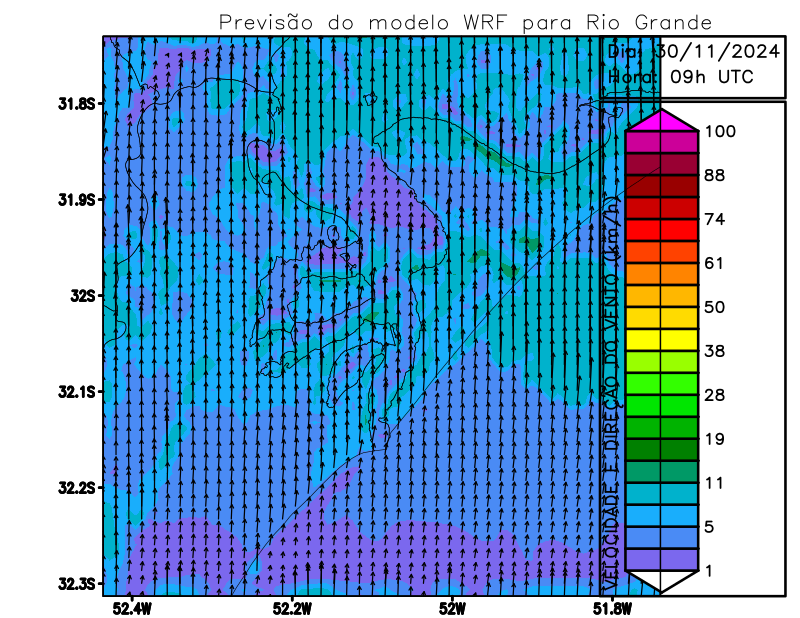 Previsão do modelo WRF para Rio Grande
Dia: 30/11/2024
Hora: 09h UTC
31.8S
31.9S
32S
32.1S
32.2S
32.3S
52.4W
52.2W
52W
51.8W
VELOCIDADE E DIREÇÃO DO VENTO (km/h)
100
88
74
61
50
38
28
19
11
5
1